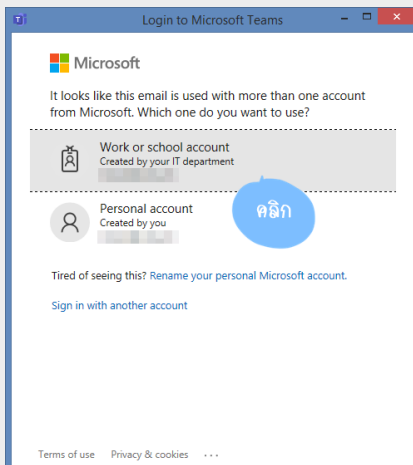 Login to Microsoft Teams
Microsoft
It looks like this email is used with more than one account
from Microsoft. Which one do you want to use?
Work or school account
Created by your IT department
คลิก
Personal account
Created by you
Tired of seeing this? Rename your personal Microsoft account.
Sign in with another account
Terms of use Privacy & cookies ...